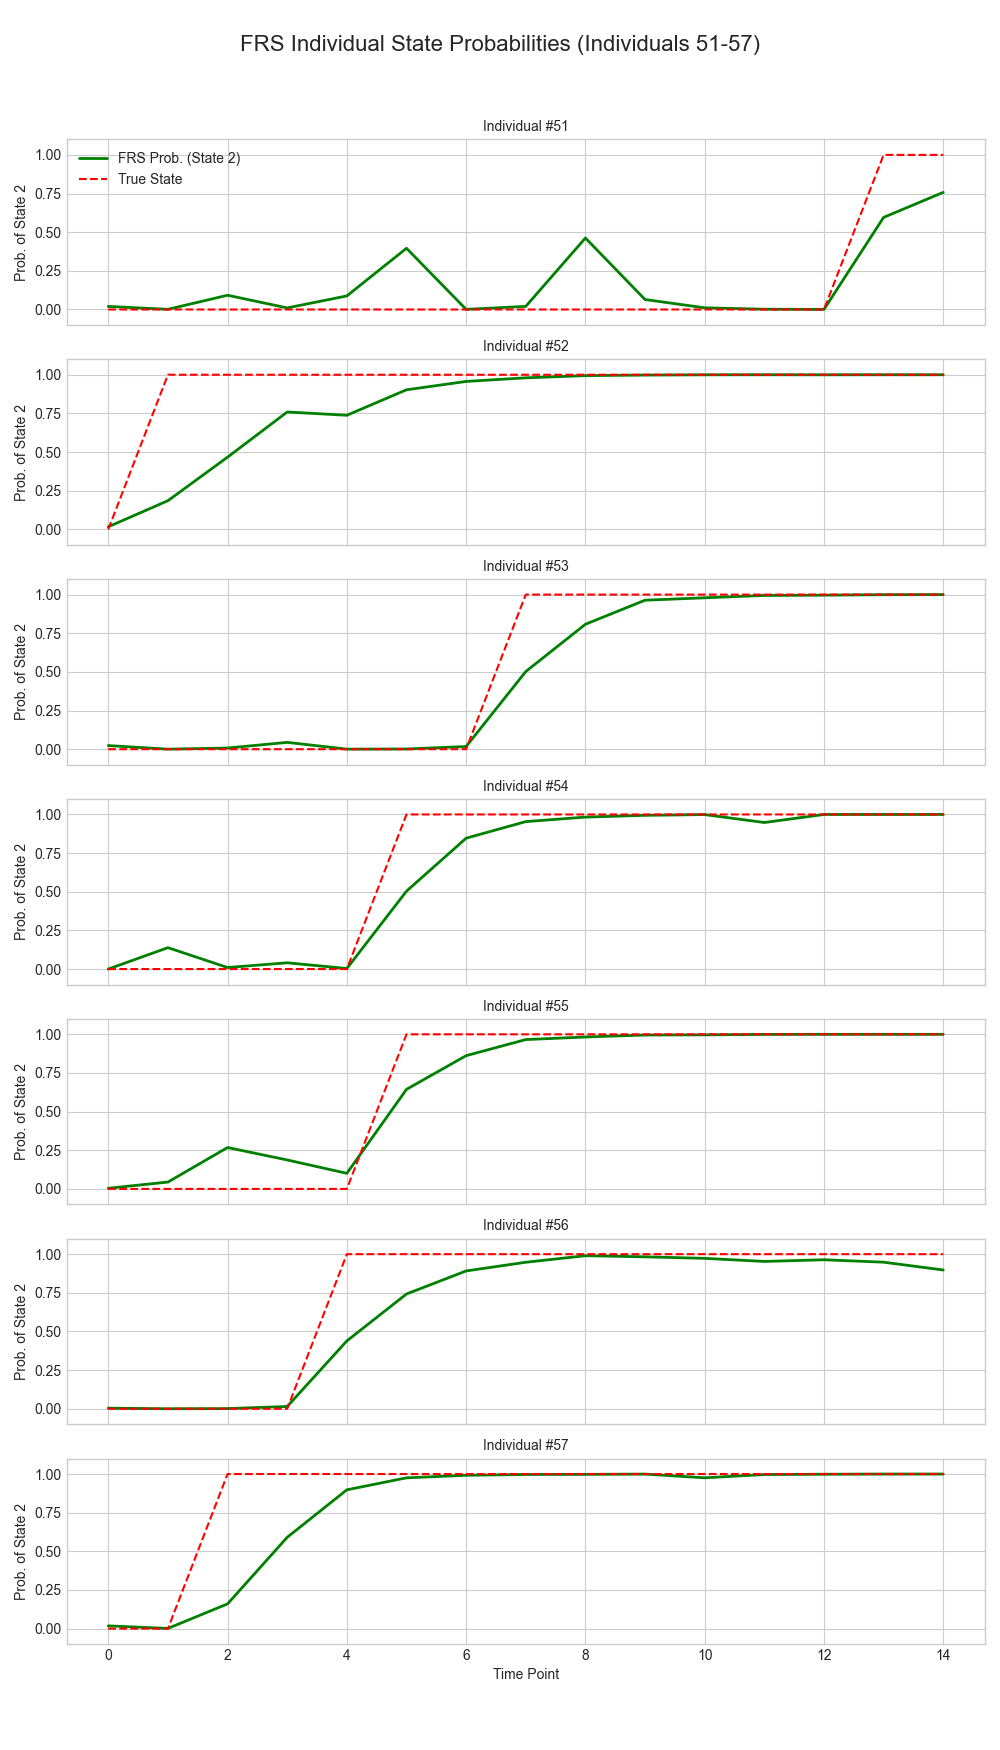 FRS Individual State Probabilities (Individuals 51-57)
Individual #51
FRS Prob. (State 2)
True State
Prob. of State 2
1.00
0.75
0.50
0.25
0.00
Individual #52
Prob. of State 2
1.00
0.75
0.50
0.25
0.00
Individual #53
Prob. of State 2
1.00
0.75
0.50
0.25
0.00
Individual #54
Prob. of State 2
1.00
0.75
0.50
0.25
0.00
Individual #55
Prob. of State 2
1.00
0.75
0.50
0.25
0.00
Individual #56
Prob. of State 2
1.00
0.75
0.50
0.25
0.00
Individual #57
Prob. of State 2
1.00
0.75
0.50
0.25
0.00
0 2 4 6 8 10 12 14
Time Point